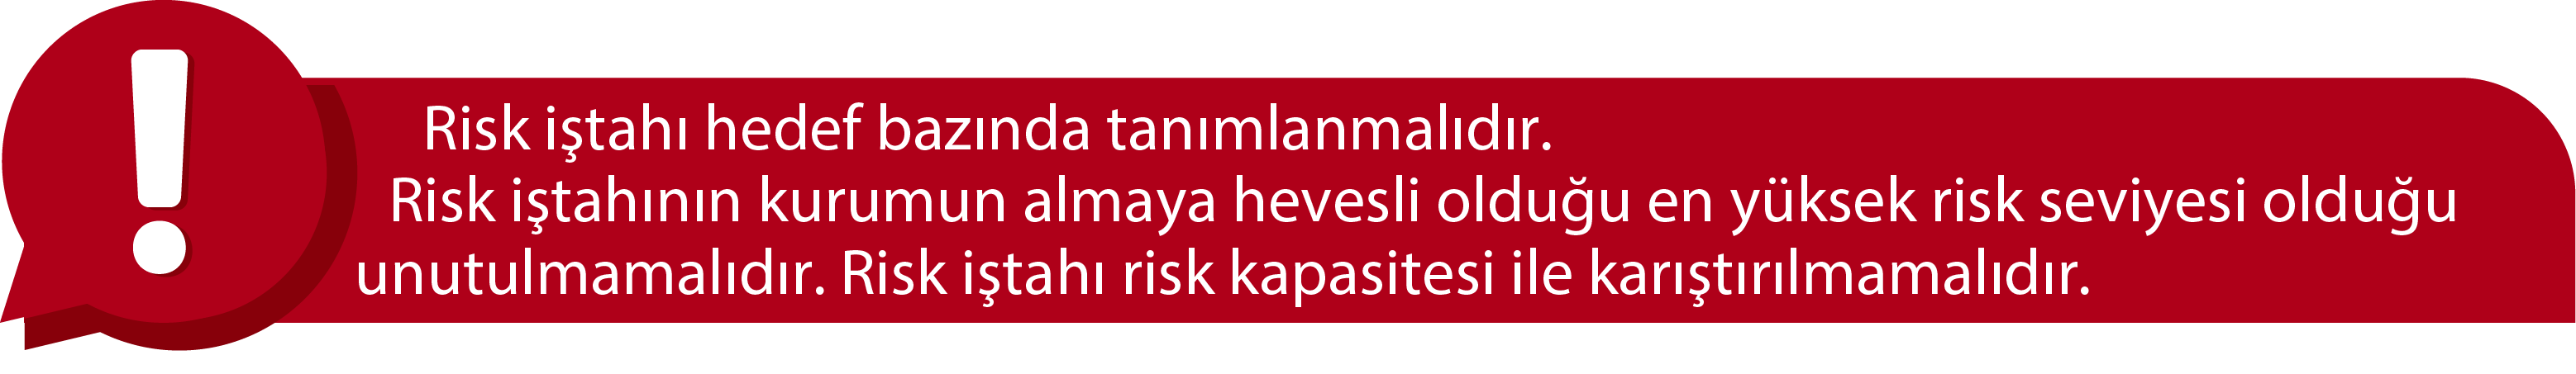 Risk iştahı hedef bazında tanımlanmalıdır.
Risk iştahının kurumun almaya hevesli olduğu en yüksek risk seviyesi olduğu
unutulmamalıdır. Risk iştahı risk kapasitesi ile karıştırılmamalıdır.